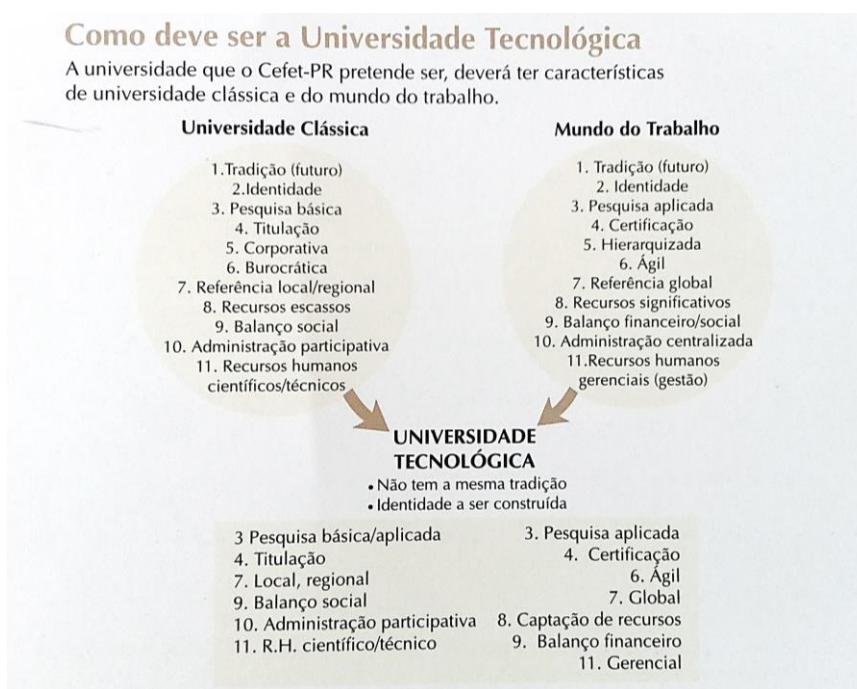 Como deve ser a Universidade Tecnológica
A universidade que o Cefet-PR pretende ser, deverá ter características
de universidade clássica e do mundo do trabalho.
Universidade Clássica
1.Tradição (futuro)
2.Identidade
3. Pesquisa básica
4. Titulação
5. Corporativa
6. Burocrática
7. Referência local/regional
8. Recursos escassos
9. Balanço social
10. Administração participativa
11. Recursos humanos
científicos/técnicos
Mundo do Trabalho
1. Tradição (futuro)
2. Identidade
3. Pesquisa aplicada
4. Certificação
5. Hierarquizada
6. Ágil
7. Referência global
8. Recursos significativos
9. Balanço financeiro/social
10. Administração centralizada
11.Recursos humanos
gerenciais (gestão)
UNIVERSIDADE
TECNOLÓGICA
• Não tem a mesma tradição
• Identidade a ser construída
3 Pesquisa básica/aplicada
4. Titulação
7. Local, regional
9. Balanço social
10. Administração participativa
11. R.H. científico/técnico
3. Pesquisa aplicada
4. Certificação
6. Ágil
7. Global
8. Captação de recursos
9. Balanço financeiro
11. Gerencial